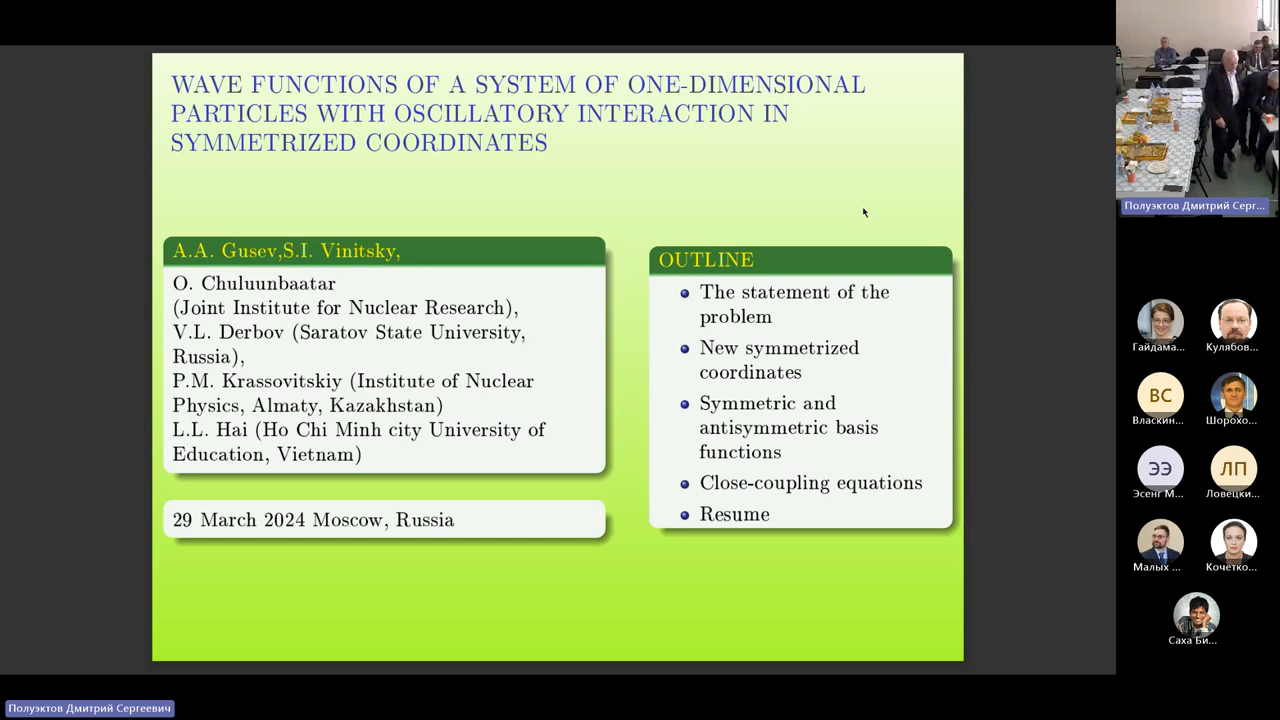 WAVE FUNCTIONS OF A SYSTEM OF ONE-DIMENSIONAL
PARTICLES WITH OSCILLATORY INTERACTION IN
SYMMETRIZED COORDINATES
A.A. Gusev,S.I. Vinitsky,
O. Chuluunbaatar
(Joint Institute for Nuclear Research),
V.L. Derbov (Saratov State University,
Russia),
P.M. Krassovitskiy (Institute of Nuclear
Physics, Almaty, Kazakhstan)
L.L. Hai (Ho Chi Minh city University of
Education, Vietnam)
29 March 2024 Moscow, Russia
OUTLINE
The statement of the
problem
New symmetrized
coordinates
Symmetric and
antisymmetric basis
functions
Close-coupling equations
Resume
Полуэктов Дмитрий Серг...
Гайдама...
Кулябов...
ВС
Власкин...
Шорохо...
ЭЭ
Эсенг М...
ЛП
Ловецки...
Малых ...
Кочетко...
Саха Би...
Полуэктов Дмитрий Сергеевич